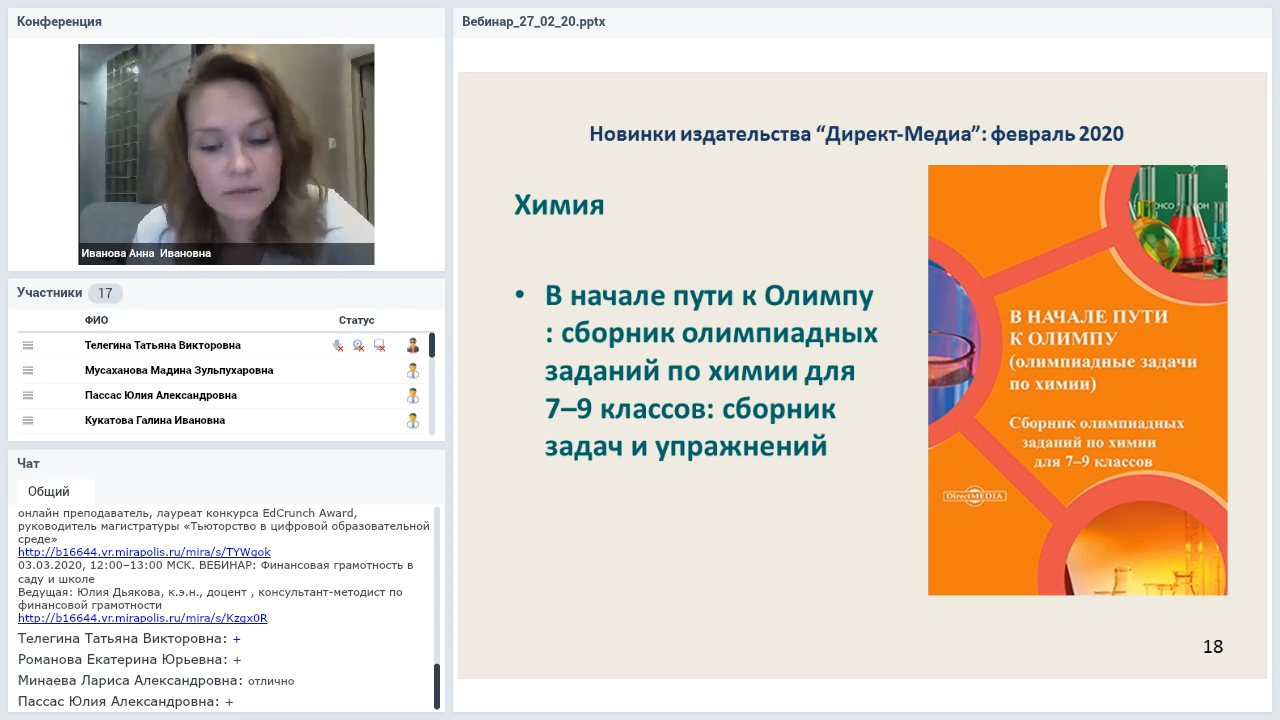 Конференция
Иванова Анна Ивановна
Участники 17
ФИО Статус
Телегина Татьяна Викторовна
Мусаханова Мадина Зульпухаровна
Пассас Юлия Александровна
Кукатова Галина Ивановна
Чат
Общий
онлайн преподаватель, лауреат конкурса EdCrunch Award,
руководитель магистратуры «Тьюторство в цифровой образовательной
среде»
http://b16644.vr.mirapolis.ru/mira/s/TYWgok
03.03.2020, 12:00–13:00 МСК. ВЕБИНАР: Финансовая грамотность в
саду и школе
Ведущая: Юлия Дьякова, к.э.н., доцент , консультант-методист по
финансовой грамотности
http://b16644.vr.mirapolis.ru/mira/s/Kzgx0R
Телегина Татьяна Викторовна: +
Романова Екатерина Юрьевна: +
Минаева Лариса Александровна: отлично
Пассас Юлия Александровна: +
Вебинар_27_02_20.pptx
Новинки издательства “Директ-Медиа”: февраль 2020
Химия
• В начале пути к Олимпу
: сборник олимпиадных
заданий по химии для
7–9 классов: сборник
задач и упражнений
В НАЧАЛЕ ПУТИ
К ОЛИМПУ
(олимпиадные задачи
по химии)
Сборник олимпиадных
заданий по химии
для 7–9 классов
DirectMEDIA
18